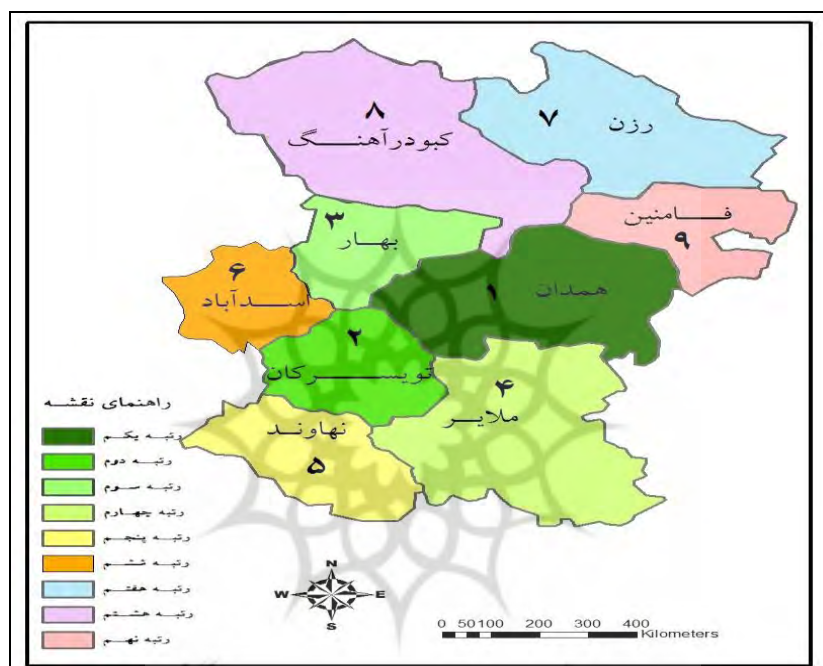 ۸
کبودرآهنگ
۷
رزن
فامنین
۹
۳
بهار
۶
اسدآباد
۱
همدان
۲
تویسرکان
۴
ملایر
نهاوند
۵
راهنمای نقشه
رتبه یکم
رتبه دوم
رتبه سوم
رتبه چهارم
رتبه پنجم
رتبه ششم
رتبه هفتم
رتبه هشتم
رتبه نهم
N
W E
S
0 50 100 200 300 400
Kilometers